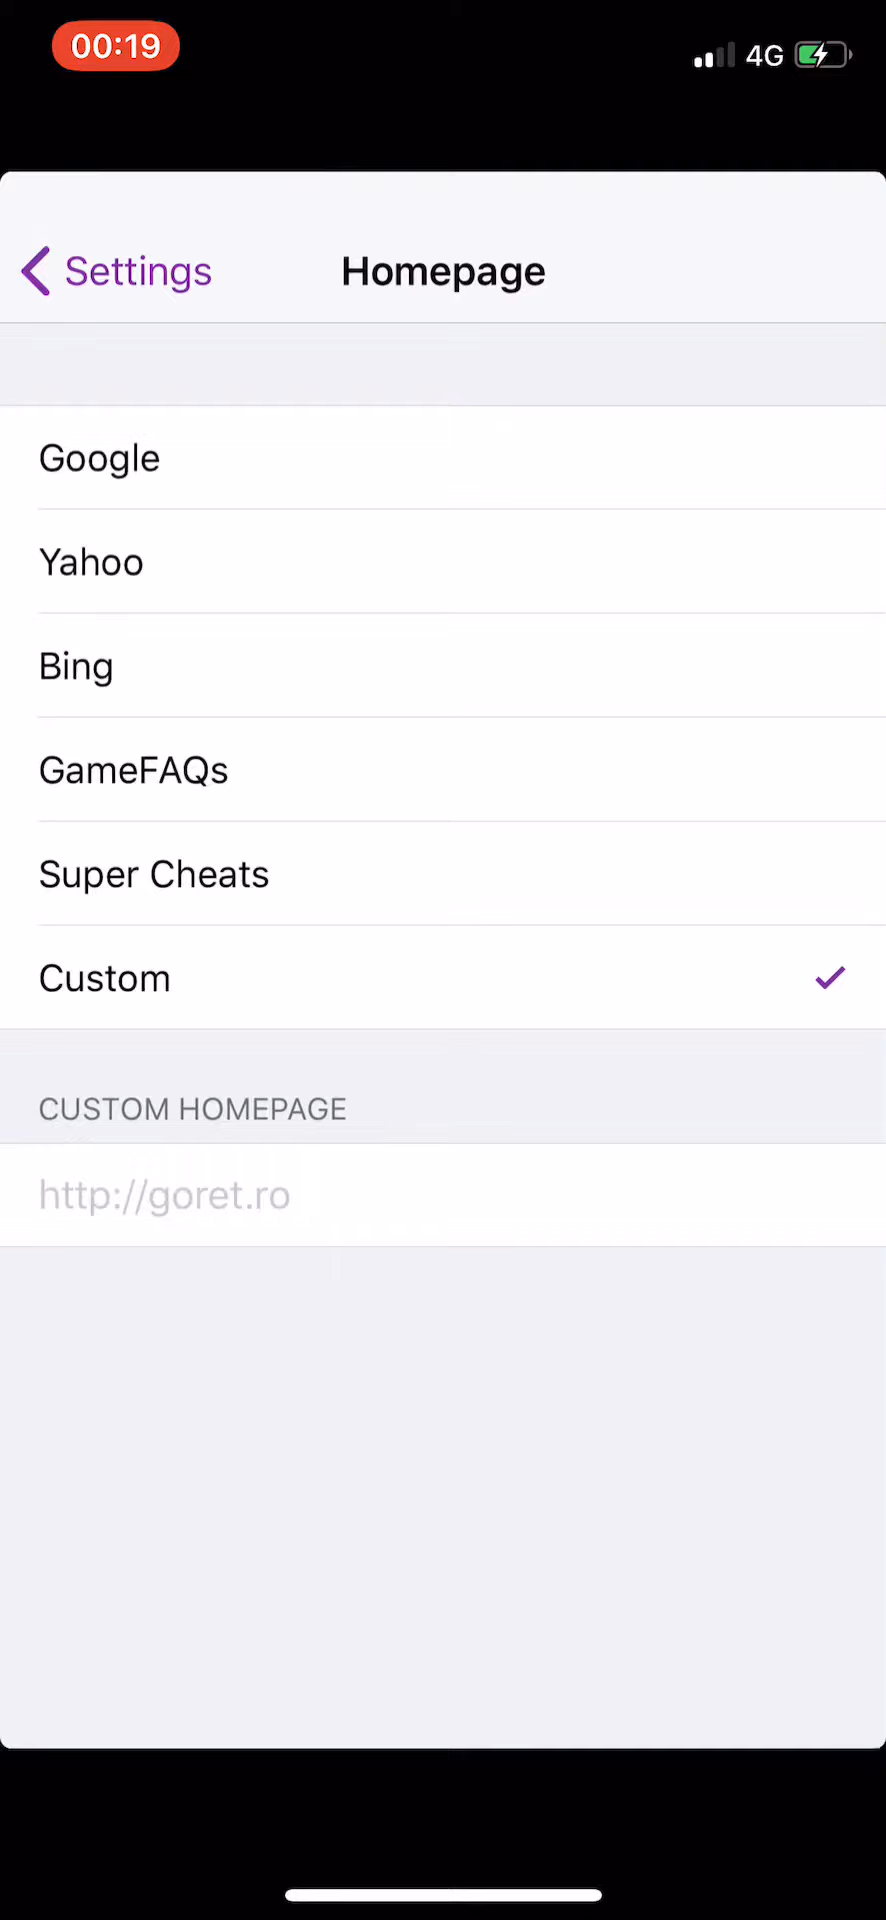 00:19
4G
Settings
Homepage
Google
Yahoo
Bing
GameFAQs
Super Cheats
Custom
CUSTOM HOMEPAGE
http://goret.ro